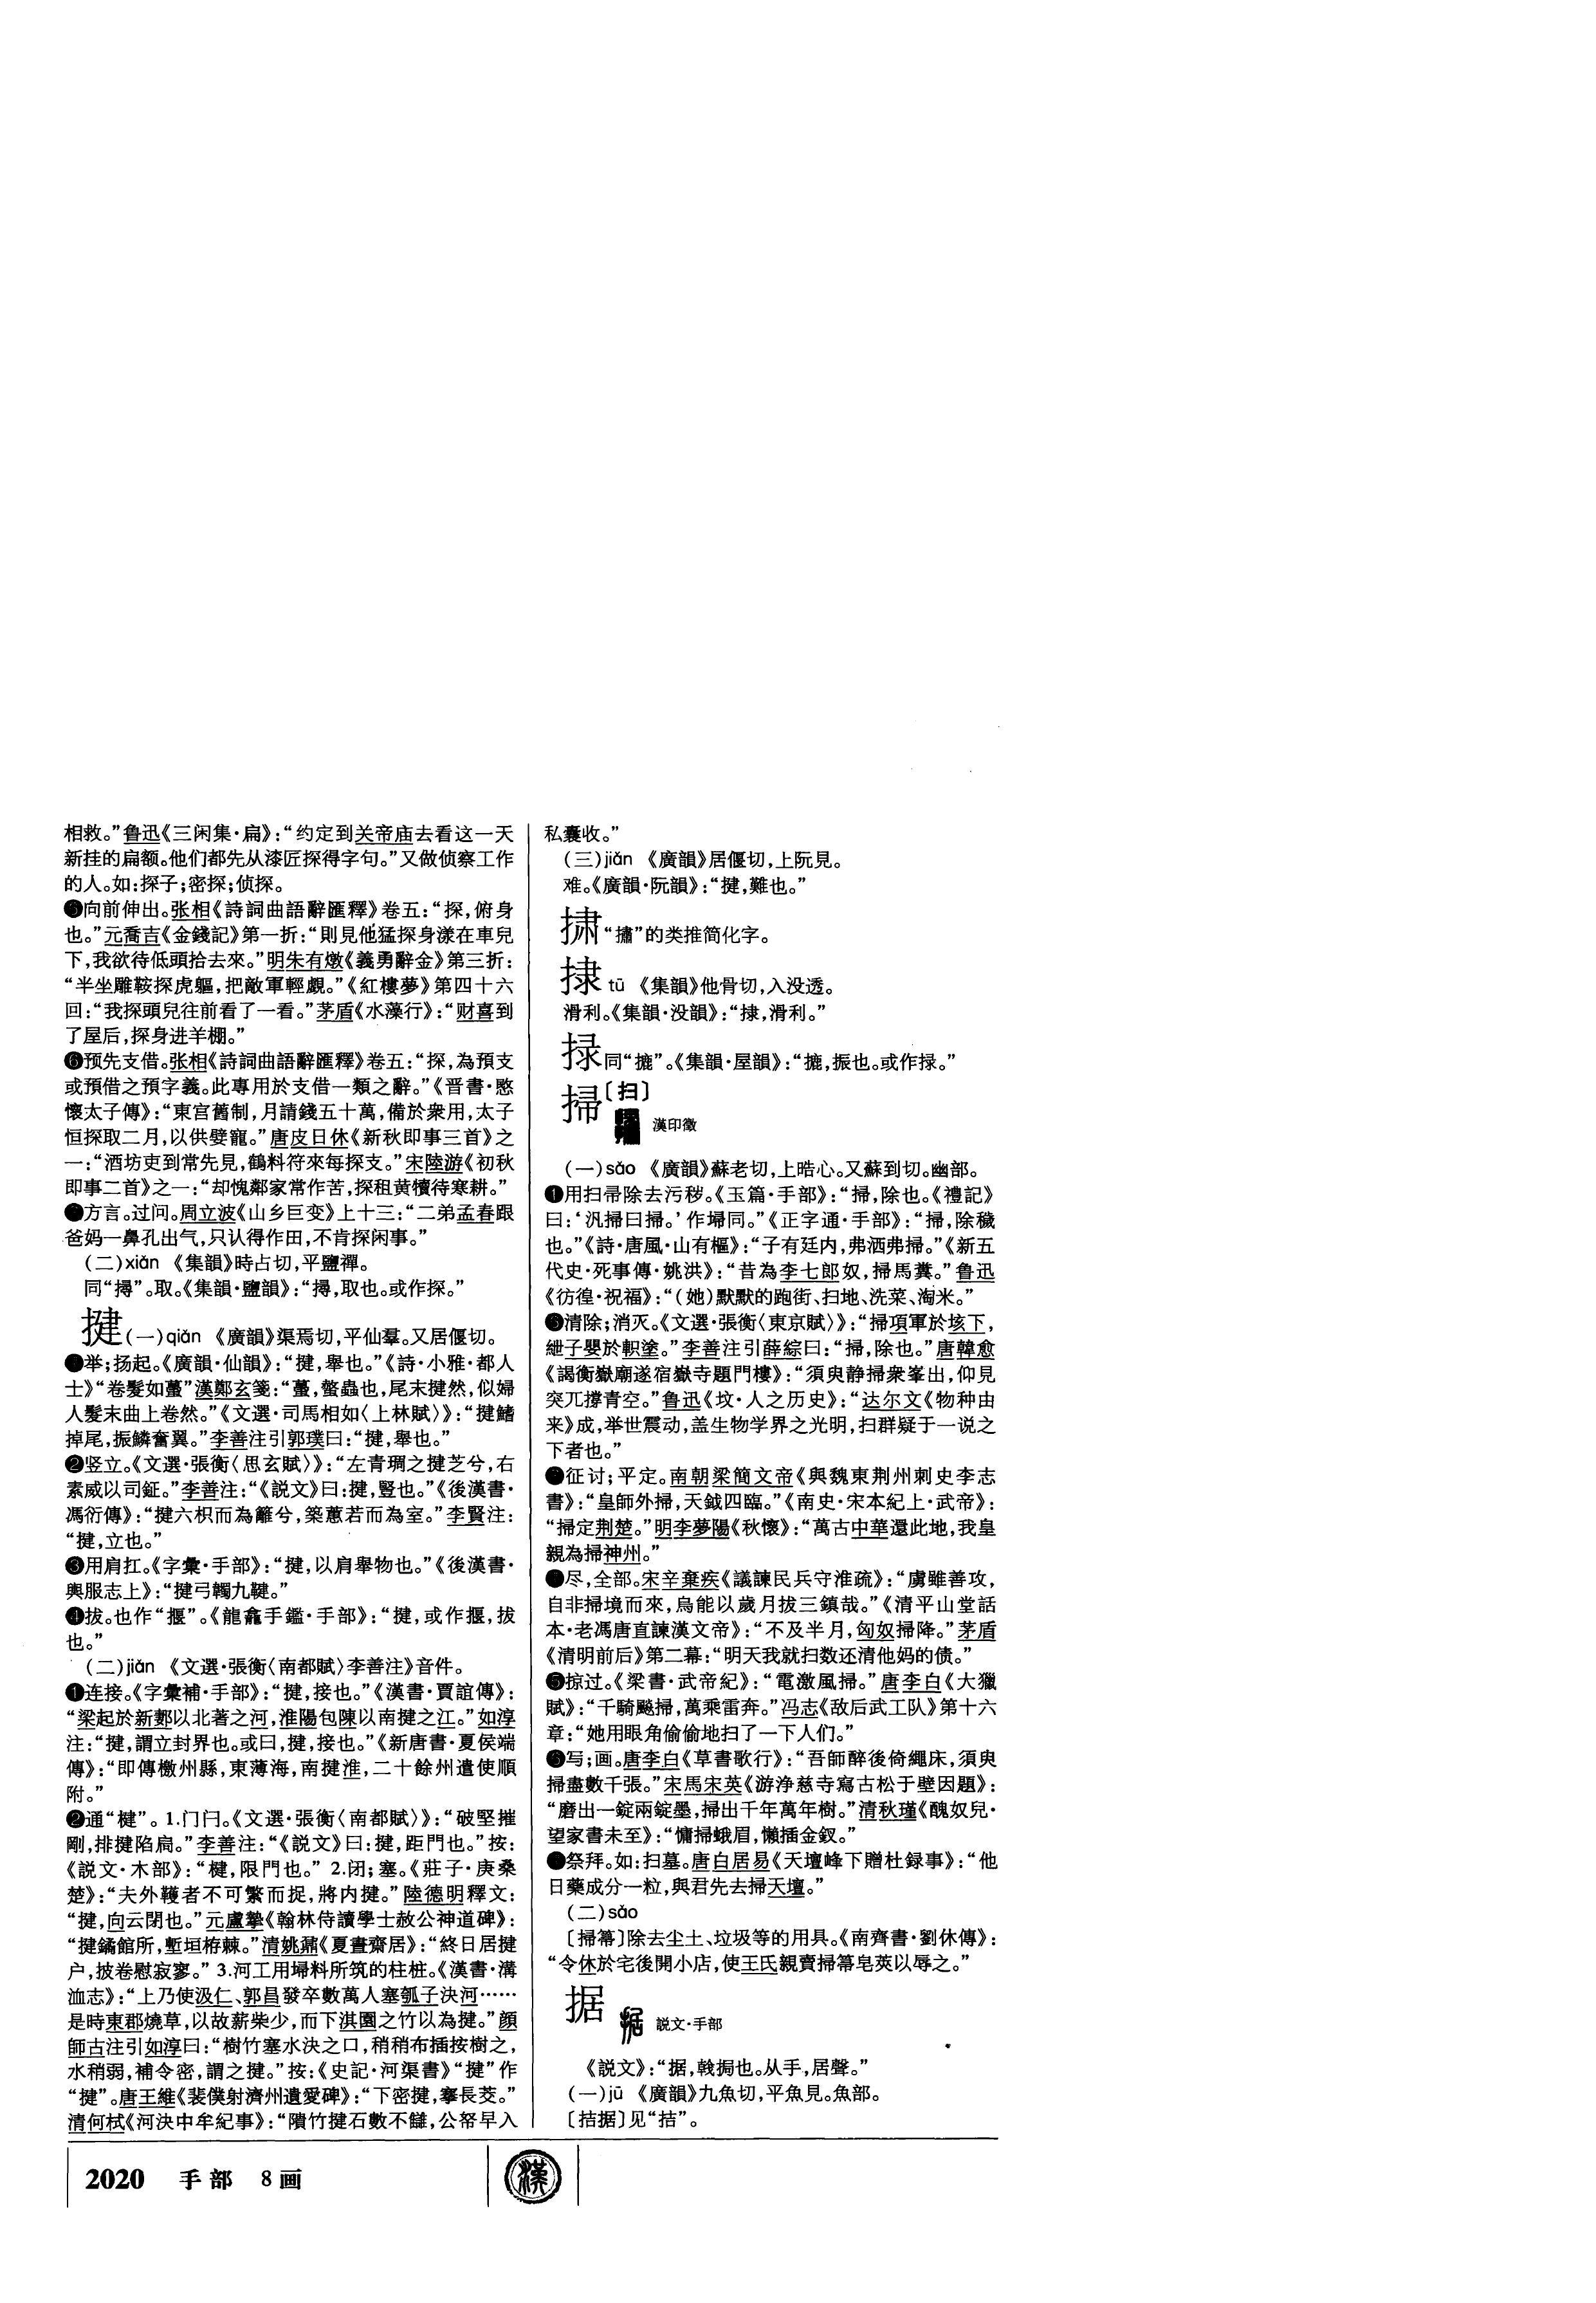 相救。”鲁迅《三闲集·扁》：“约定到关帝庙去看这一天
新挂的扁额。他们都先从漆匠探得字句。”又做侦察工作
的人。如：探子；密探；侦探。
❺向前伸出。张相《詩詞曲語辭匯釋》卷五：“探，俯身
也。”元喬吉《金錢記》第一折：“則見他猛探身漾在車兒
下，我欲待低頭拾去來。”明朱有燉《義勇辭金》第三折：
“半坐雕鞍探虎軀，把敵軍輕覷。”《紅樓夢》第四十六
回：“我探頭兒往前看了一看。”茅盾《水藻行》：“财喜到
了屋后，探身进羊棚。”
❻预先支借。张相《詩詞曲語辭匯釋》卷五：“探，為預支
或預借之預字義。此專用於支借一類之辭。”《晋書·愍
懷太子傳》：“東宫舊制，月請錢五十萬，備於衆用，太子
恒探取二月，以供嬖寵。”唐皮日休《新秋即事三首》之
一：“酒坊吏到常先見，鶴料符來每探支。”宋陸游《初秋
即事二首》之一：“却愧鄰家常作苦，探租黄犢待寒耕。”
❼方言。过问。周立波《山乡巨变》上十三：“二弟孟春跟
爸妈一鼻孔出气，只认得作田，不肯探闲事。”
（二）xián 《集韻》時占切，平鹽禪。
同“撏”。取。《集韻·鹽韻》：“撏，取也。或作探。”
揵（一）qián 《廣韻》渠焉切，平仙羣。又居偃切。
❶举；扬起。《廣韻·仙韻》：“揵，舉也。”《詩·小雅·都人
士》“卷髮如蠆”漢鄭玄箋：“蠆，螫蟲也，尾末揵然，似婦
人髮末曲上卷然。”《文選·司馬相如〈上林賦〉》：“揵鰭
掉尾，振鱗奮翼。”李善注引郭璞曰：“揵，舉也。”
❷竖立。《文選·張衡〈思玄賦〉》：“左青琱之揵芝兮，右
素威以司鉦。”李善注：“《説文》曰：揵，豎也。”《後漢書·
馮衍傳》：“揵六枳而為籬兮，築蕙若而為室。”李賢注：
“揵，立也。”
❸用肩扛。《字彙·手部》：“揵，以肩舉物也。”《後漢書·
輿服志上》：“揵弓韣九鞬。”
❹拔。也作“揠”。《龍龕手鑑·手部》：“揵，或作揠，拔
也。”
（二）jiàn 《文選·張衡〈南都賦〉李善注》音件。
❶连接。《字彙補·手部》：“揵，接也。”《漢書·賈誼傳》：
“梁起於新郪以北著之河，淮陽包陳以南揵之江。”如淳
注：“揵，謂立封界也。或曰，揵，接也。”《新唐書·夏侯端
傳》：“即傳檄州縣，東薄海，南揵淮，二十餘州遣使順
附。”
❷通“楗”。1.门闩。《文選·張衡〈南都賦〉》：“破堅摧
剛，排揵陷扃。”李善注：“《説文》曰：揵，距門也。”按：
《説文·木部》：“楗，限門也。” 2.闭；塞。《莊子·庚桑
楚》：“夫外韄者不可繁而捉，將内揵。”陸德明釋文：
“揵，向云閉也。”元盧摯《翰林侍讀學士赦公神道碑》：
“揵鐍館所，塹垣栫棘。”清姚鼐《夏晝齋居》：“終日居揵
户，披卷慰寂寥。” 3.河工用埽料所筑的柱桩。《漢書·溝
洫志》：“上乃使汲仁、郭昌發卒數萬人塞瓠子決河……
是時東郡燒草，以故薪柴少，而下淇園之竹以為揵。”顔
師古注引如淳曰：“樹竹塞水決之口，稍稍布插按樹之，
水稍弱，補令密，謂之揵。”按：《史記·河渠書》“揵”作
“楗”。唐王維《裴僕射濟州遺愛碑》：“下密揵，搴長茭。”
清何栻《河決中牟紀事》：“隤竹揵石數不讎，公帑早入
私囊收。”
（三）jiǎn 《廣韻》居偃切，上阮見。
难。《廣韻·阮韻》：“揵，難也。”
“㩋”的类推简化字。
捸 tū 《集韻》他骨切，入没透。
滑利。《集韻·没韻》：“捸，滑利。”
㧽同“摝”。《集韻·屋韻》：“摝，振也。或作㧽。”
掃〔扫〕
漢印徵
（一）sǎo 《廣韻》蘇老切，上晧心。又蘇到切。幽部。
❶用扫帚除去污秽。《玉篇·手部》：“掃，除也。《禮記》
曰：‘汎掃曰掃。’作埽同。”《正字通·手部》：“掃，除穢
也。”《詩·唐風·山有樞》：“子有廷内，弗洒弗掃。”《新五
代史·死事傳·姚洪》：“昔為李七郎奴，掃馬糞。”鲁迅
《彷徨·祝福》：“（她）默默的跑街、扫地、洗菜、淘米。”
❷清除；消灭。《文選·張衡〈東京賦〉》：“掃項軍於垓下，
紲子嬰於軹塗。”李善注引薛綜曰：“掃，除也。”唐韓愈
《謁衡嶽廟遂宿嶽寺題門樓》：“須臾静掃衆峯出，仰見
突兀撐青空。”鲁迅《坟·人之历史》：“达尔文《物种由
来》成，举世震动，盖生物学界之光明，扫群疑于一说之
下者也。”
❸征讨；平定。南朝梁簡文帝《與魏東荆州刺史李志
書》：“皇師外掃，天鉞四臨。”《南史·宋本紀上·武帝》：
“掃定荆楚。”明李夢陽《秋懷》：“萬古中華還此地，我皇
親為掃神州。”
❹尽，全部。宋辛棄疾《議諫民兵守淮疏》：“虜雖善攻，
自非掃境而來，烏能以歲月拔三鎮哉。”《清平山堂話
本·老馮唐直諫漢文帝》：“不及半月，匈奴掃降。”茅盾
《清明前后》第二幕：“明天我就扫数还清他妈的债。”
❺掠过。《梁書·武帝紀》：“電激風掃。”唐李白《大獵
賦》：“千騎飈掃，萬乘雷奔。”冯志《敌后武工队》第十六
章：“她用眼角偷偷地扫了一下人们。”
❻写；画。唐李白《草書歌行》：“吾師醉後倚繩床，須臾
掃盡數千張。”宋馬宋英《游浄慈寺寫古松于壁因題》：
“磨出一錠兩錠墨，掃出千年萬年樹。”清秋瑾《醜奴兒·
望家書未至》：“慵掃蛾眉，懶插金釵。”
❼祭拜。如：扫墓。唐白居易《天壇峰下贈杜録事》：“他
日藥成分一粒，與君先去掃天壇。”
（二）sào
〔掃箒〕除去尘土、垃圾等的用具。《南齊書·劉休傳》：
“令休於宅後開小店，使王氏親賣掃箒皂莢以辱之。”
据
説文·手部
《説文》：“据，戟挶也。从手，居聲。”
（一）jū 《廣韻》九魚切，平魚見。魚部。
〔拮据〕见“拮”。
2020 手部 8画
漢